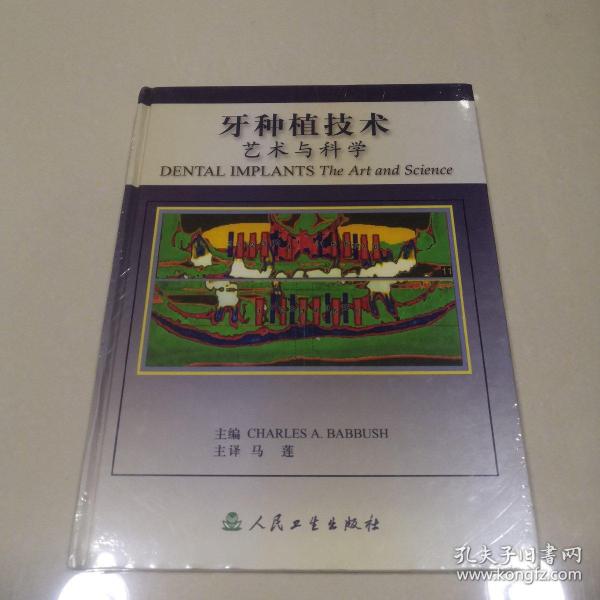 牙种植技术
艺术与科学
DENTAL IMPLANTS The Art and Science
主编 CHARLES A. BABBUSH
主译 马 莲
人民卫生出版社
孔夫子旧书网
www.kongfz.com